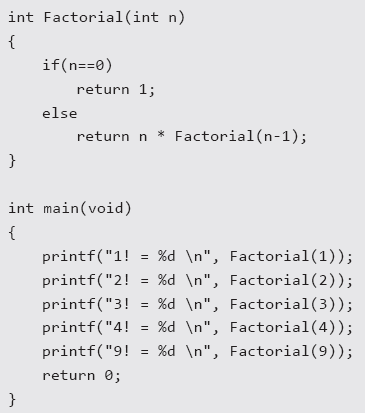 int Factorial(int n)
{
    if(n==0)
        return 1;
    else
        return n * Factorial(n-1);
}

int main(void)
{
    printf("1! = %d \n", Factorial(1));
    printf("2! = %d \n", Factorial(2));
    printf("3! = %d \n", Factorial(3));
    printf("4! = %d \n", Factorial(4));
    printf("9! = %d \n", Factorial(9));
    return 0;
}